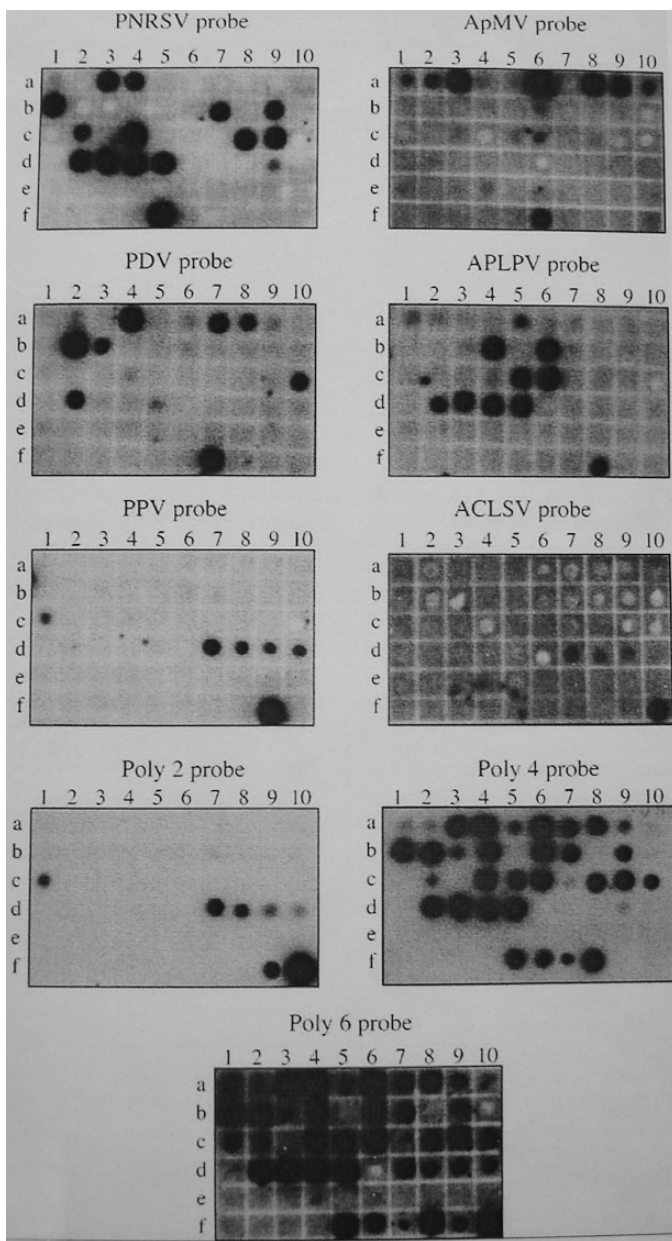 PNRSV probe
1 2 3 4 5 6 7 8 9 10
a
b
c
d
e
f
ApMV probe
1 2 3 4 5 6 7 8 9 10
a
b
c
d
e
f
PDV probe
1 2 3 4 5 6 7 8 9 10
a
b
c
d
e
f
APLPV probe
1 2 3 4 5 6 7 8 9 10
a
b
c
d
e
f
PPV probe
1 2 3 4 5 6 7 8 9 10
a
b
c
d
e
f
ACLSV probe
1 2 3 4 5 6 7 8 9 10
a
b
c
d
e
f
Poly 2 probe
1 2 3 4 5 6 7 8 9 10
a
b
c
d
e
f
Poly 4 probe
1 2 3 4 5 6 7 8 9 10
a
b
c
d
e
f
Poly 6 probe
1 2 3 4 5 6 7 8 9 10
a
b
c
d
e
f